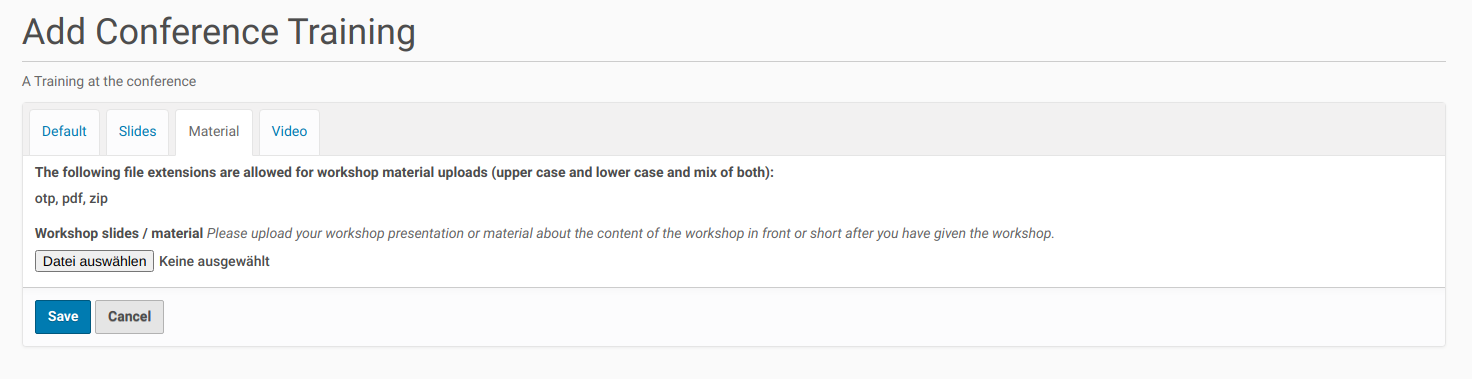 Add Conference Training
A Training at the conference
Default Slides Material Video
The following file extensions are allowed for workshop material uploads (upper case and lower case and mix of both):
otp, pdf, zip
Workshop slides / material Please upload your workshop presentation or material about the content of the workshop in front or short after you have given the workshop.
Datei auswählen Keine ausgewählt
Save Cancel